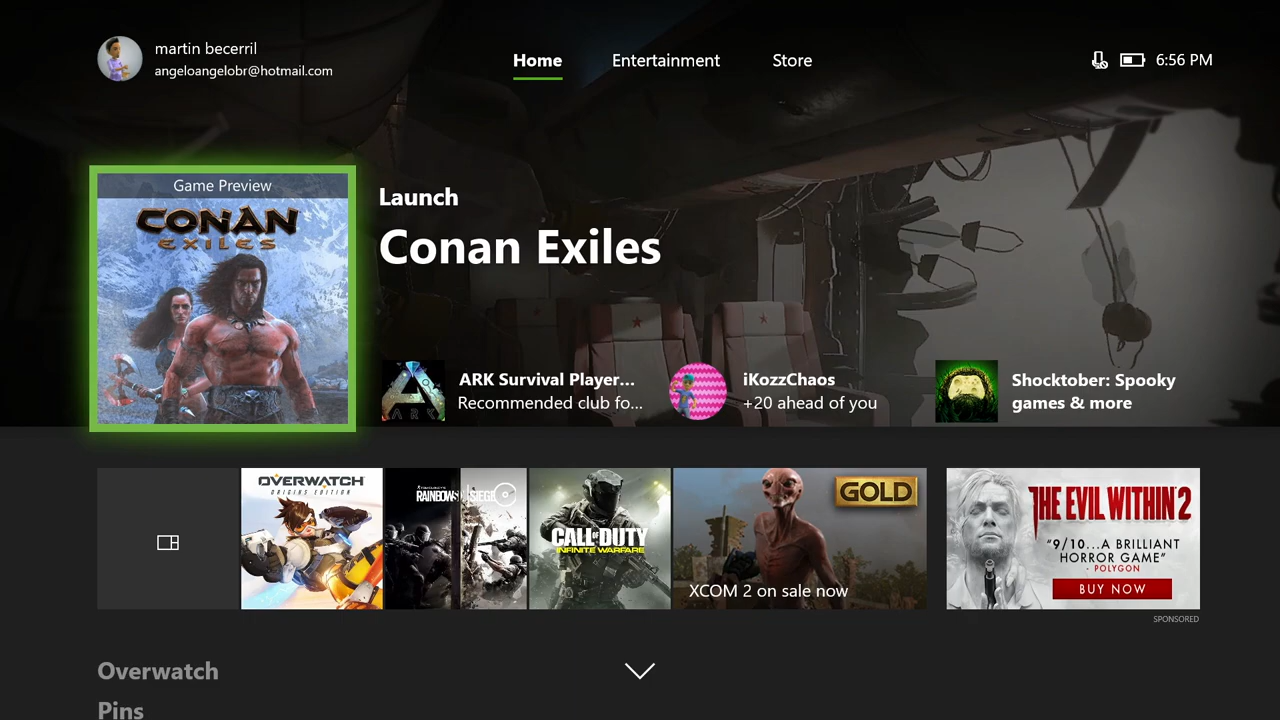 martin becerril
angeloangelobr@hotmail.com
Home
Entertainment
Store
6:56 PM
Game Preview
CONAN
EXILES
Launch
Conan Exiles
ARK
ARK Survival Player...
Recommended club fo...
iKozzChaos
+20 ahead of you
Shocktober: Spooky
games & more
OVERWATCH
ORIGINS EDITION
RAINBOW SIEGE
CALL OF DUTY
INFINITE WARFARE
GOLD
XCOM 2 on sale now
THE EVIL WITHIN 2
"9/10...A BRILLIANT
HORROR GAME"
- POLYGON
BUY NOW
SPONSORED
Overwatch
Pins